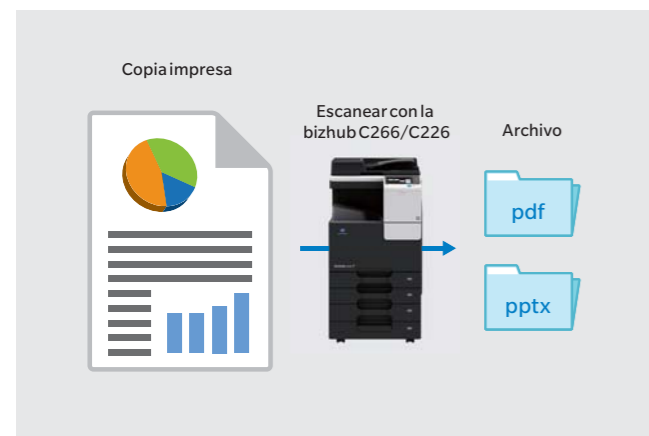 Copia impresa
Escanear con la
bizhub C266/C226
Archivo
pdf
pptx